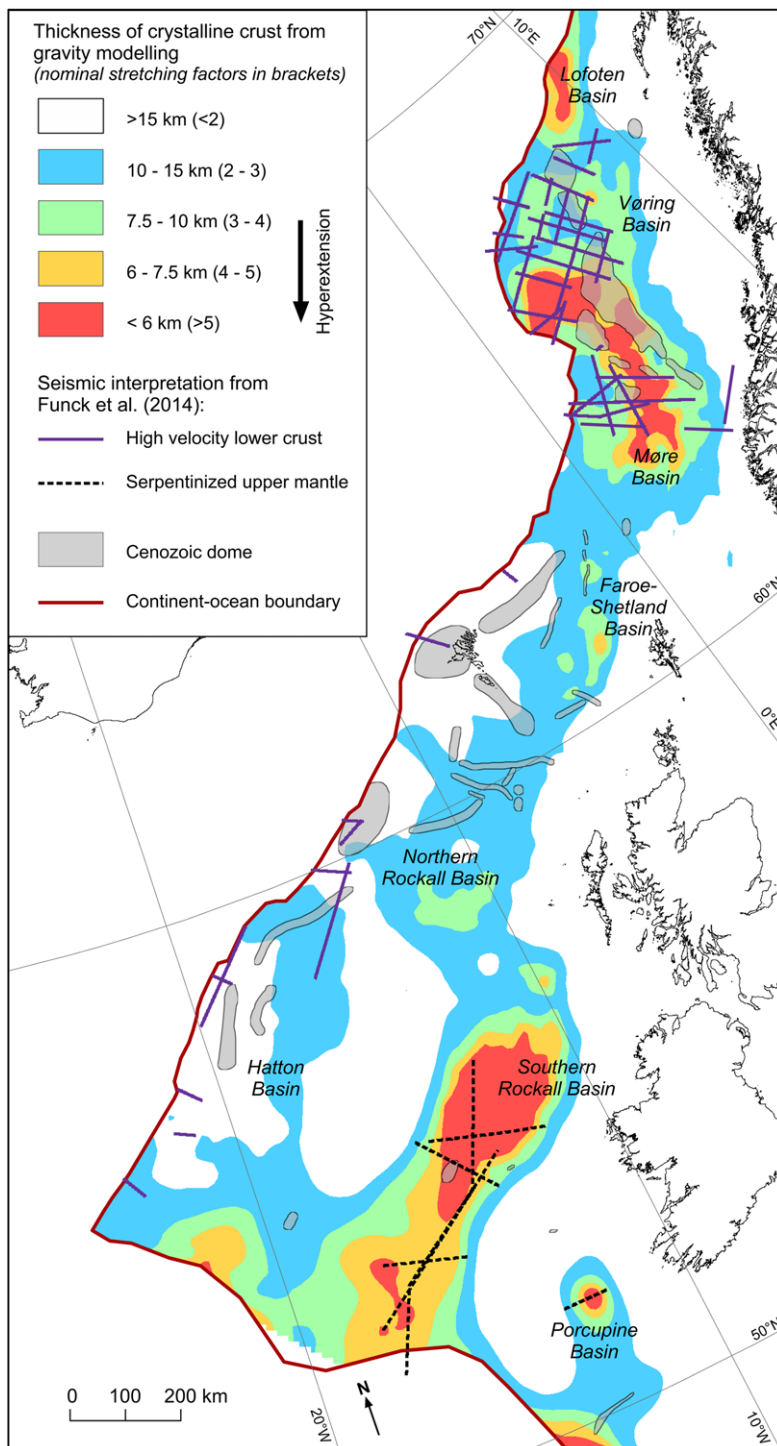 Thickness of crystalline crust from
gravity modelling
(nominal stretching factors in brackets)
>15 km (<2)
10 - 15 km (2 - 3)
7.5 - 10 km (3 - 4)
6 - 7.5 km (4 - 5)
< 6 km (>5)
Hyperextension
Seismic interpretation from
Funck et al. (2014):
High velocity lower crust
Serpentinized upper mantle
Cenozoic dome
Continent-ocean boundary
70°N
10°E
Lofoten
Basin
Vøring
Basin
Møre
Basin
Faroe-
Shetland
Basin
60°N
0°E
Northern
Rockall Basin
Hatton
Basin
Southern
Rockall Basin
Porcupine
Basin
50°N
10°W
20°W
N
0 100 200 km